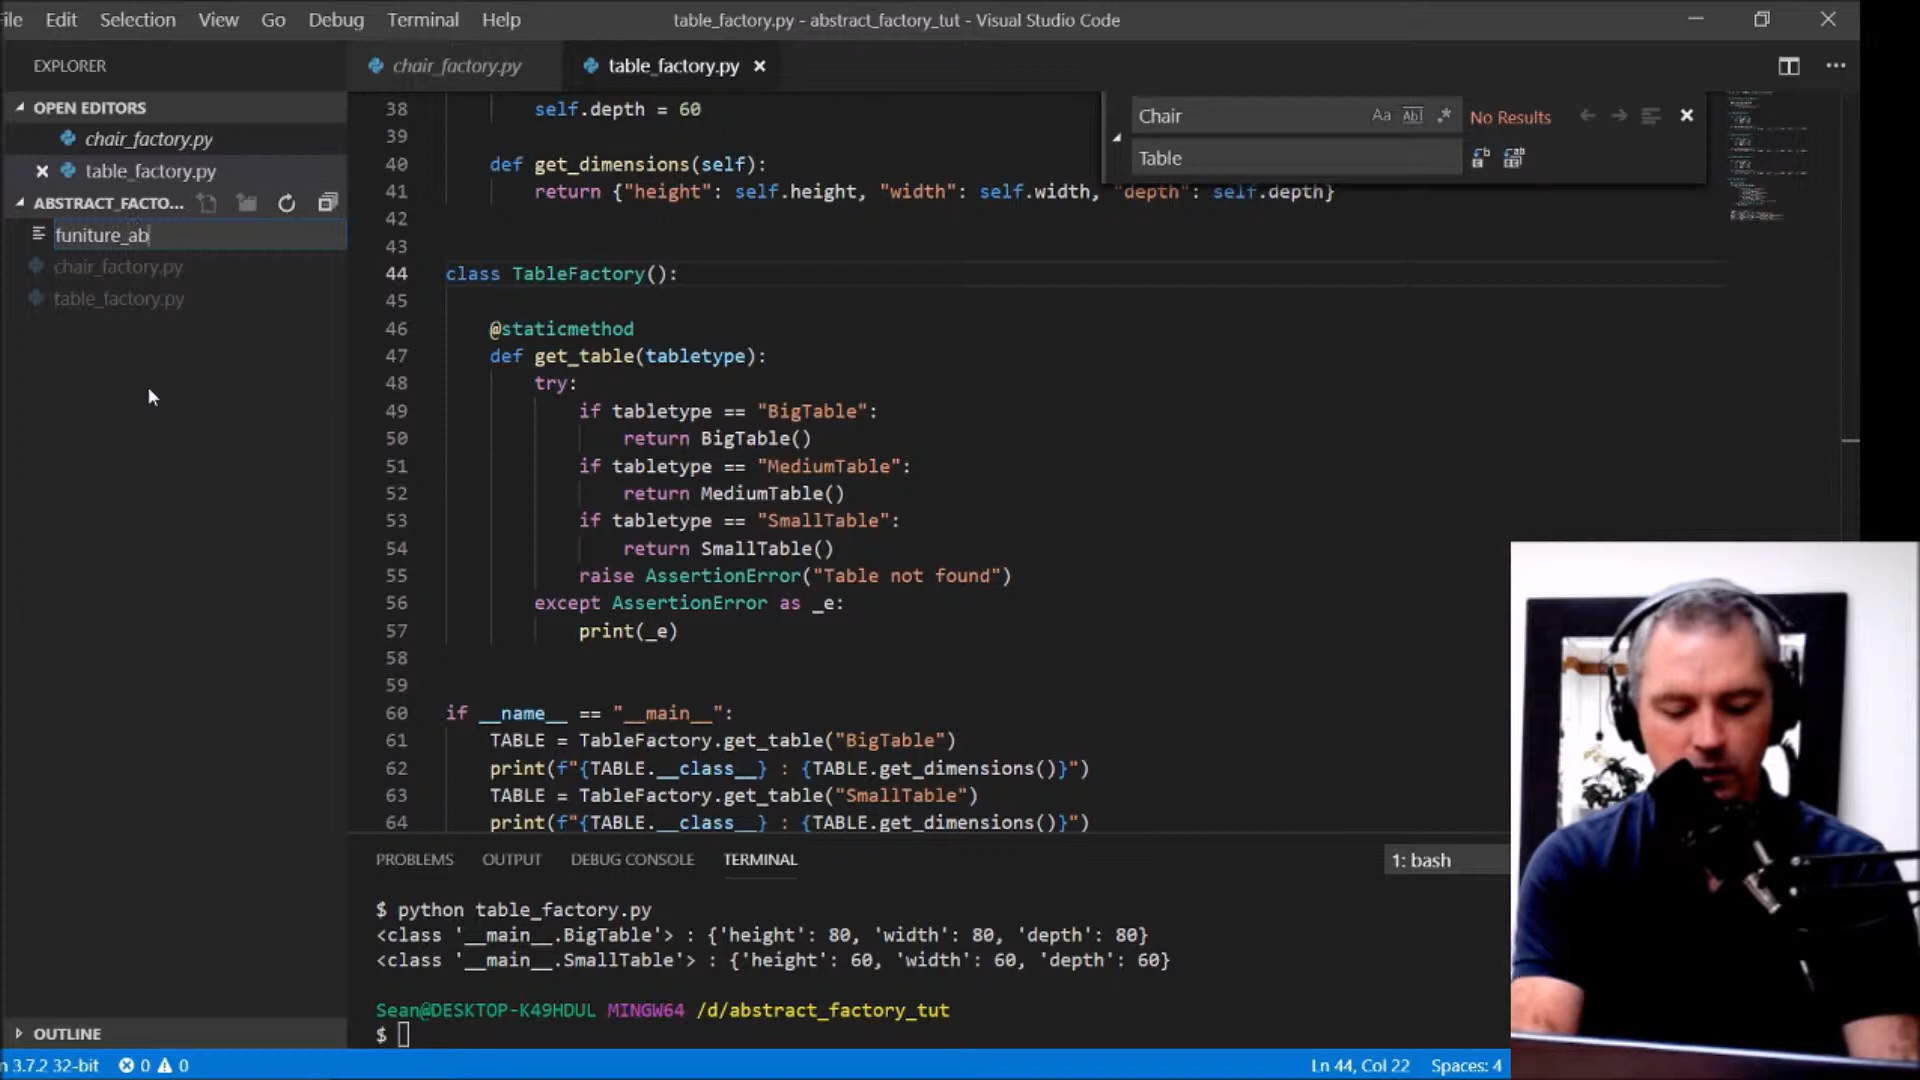 ile Edit Selection View Go Debug Terminal Help
table_factory.py - abstract_factory_tut - Visual Studio Code
EXPLORER
chair_factory.py
table_factory.py
OPEN EDITORS
chair_factory.py
table_factory.py
ABSTRACT_FACTO...
funiture_ab
chair_factory.py
table_factory.py
OUTLINE
Chair
Aa Abl .*
No Results
Table
38 self.depth = 60
39
40 def get_dimensions(self):
41 return {"height": self.height, "width": self.width, "depth": self.depth}
42
43
44 class TableFactory():
45
46 @staticmethod
47 def get_table(tabletype):
48 try:
49 if tabletype == "BigTable":
50 return BigTable()
51 if tabletype == "MediumTable":
52 return MediumTable()
53 if tabletype == "SmallTable":
54 return SmallTable()
55 raise AssertionError("Table not found")
56 except AssertionError as _e:
57 print(_e)
58
59
60 if __name__ == "__main__":
61 TABLE = TableFactory.get_table("BigTable")
62 print(f"{TABLE.__class__} : {TABLE.get_dimensions()}")
63 TABLE = TableFactory.get_table("SmallTable")
64 print(f"{TABLE.__class__} : {TABLE.get_dimensions()}")
PROBLEMS OUTPUT DEBUG CONSOLE TERMINAL
1: bash
$ python table_factory.py
<class '__main__.BigTable'> : {'height': 80, 'width': 80, 'depth': 80}
<class '__main__.SmallTable'> : {'height': 60, 'width': 60, 'depth': 60}
Sean@DESKTOP-K49HDUL MINGW64 /d/abstract_factory_tut
$
n 3.7.2 32-bit 0 0
Ln 44, Col 22 Spaces: 4